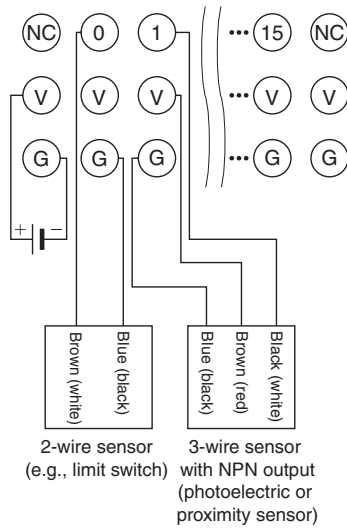 NC 0 1 ••• 15 NC
V V V ••• V V
G G G ••• G G
+ −
Brown (white)
Blue (black)
Blue (black)
Brown (red)
Black (white)
2-wire sensor
(e.g., limit switch)
3-wire sensor
with NPN output
(photoelectric or
proximity sensor)